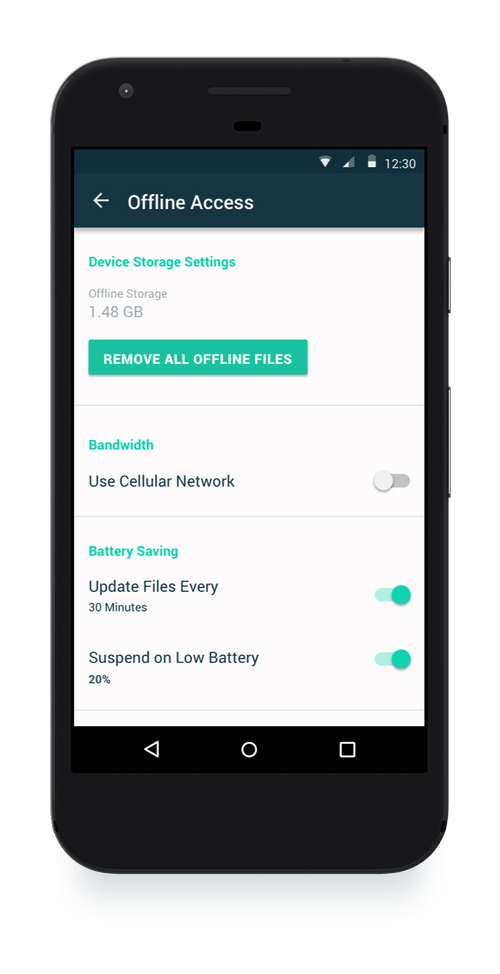 12:30
Offline Access
Device Storage Settings
Offline Storage
1.48 GB
REMOVE ALL OFFLINE FILES
Bandwidth
Use Cellular Network
Battery Saving
Update Files Every
30 Minutes
Suspend on Low Battery
20%